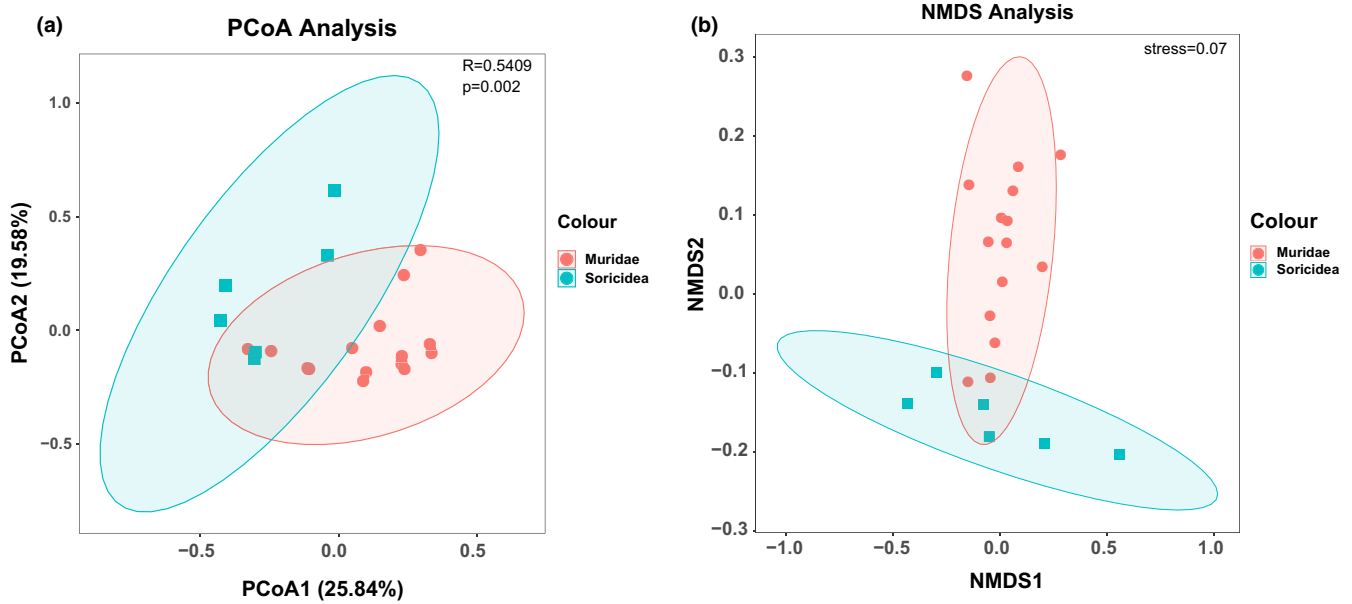 (a)
PCoA Analysis
R=0.5409
p=0.002
1.0
0.5
0.0
−0.5
PCoA2 (19.58%)
−0.5
0.0
0.5
PCoA1 (25.84%)
Colour
Muridae
Soricidea
(b)
NMDS Analysis
stress=0.07
0.3
0.2
0.1
0.0
−0.1
−0.2
−0.3
NMDS2
−1.0
−0.5
0.0
0.5
1.0
NMDS1
Colour
Muridae
Soricidea